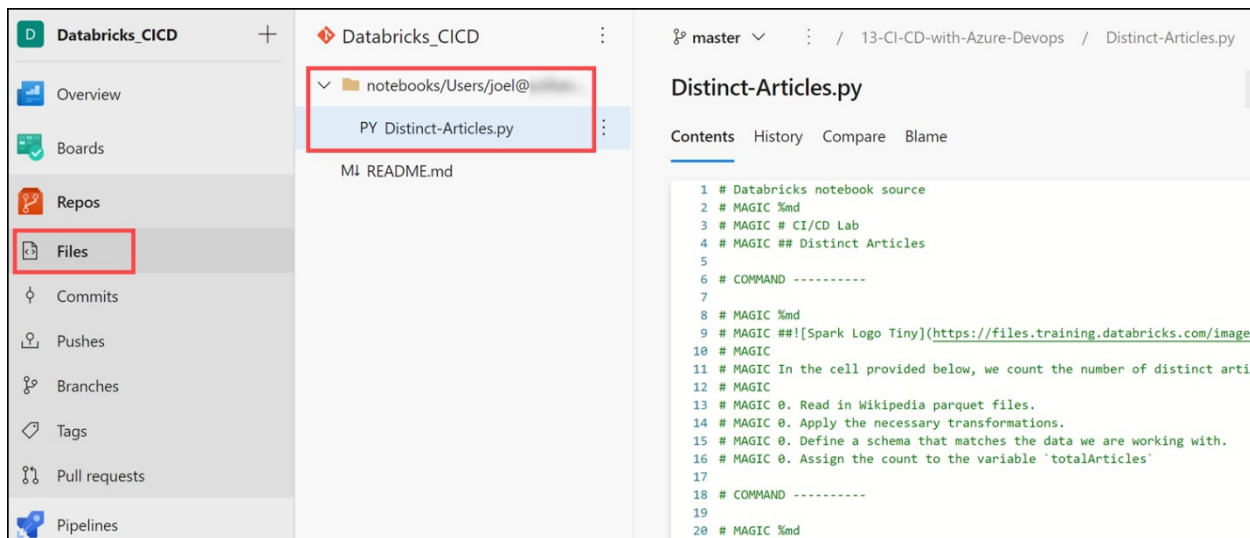 D Databricks_CICD +
Overview
Boards
Repos
Files
Commits
Pushes
Branches
Tags
Pull requests
Pipelines
Databricks_CICD
notebooks/Users/joel@
PY Distinct-Articles.py
M↓ README.md
master / 13-CI-CD-with-Azure-Devops / Distinct-Articles.py
Distinct-Articles.py
Contents History Compare Blame
1 # Databricks notebook source
2 # MAGIC %md
3 # MAGIC # CI/CD Lab
4 # MAGIC ## Distinct Articles
5
6 # COMMAND ----------
7
8 # MAGIC %md
9 # MAGIC ##![Spark Logo Tiny](https://files.training.databricks.com/image
10 # MAGIC
11 # MAGIC In the cell provided below, we count the number of distinct arti
12 # MAGIC
13 # MAGIC 0. Read in Wikipedia parquet files.
14 # MAGIC 0. Apply the necessary transformations.
15 # MAGIC 0. Define a schema that matches the data we are working with.
16 # MAGIC 0. Assign the count to the variable `totalArticles`
17
18 # COMMAND ----------
19
20 # MAGIC %md